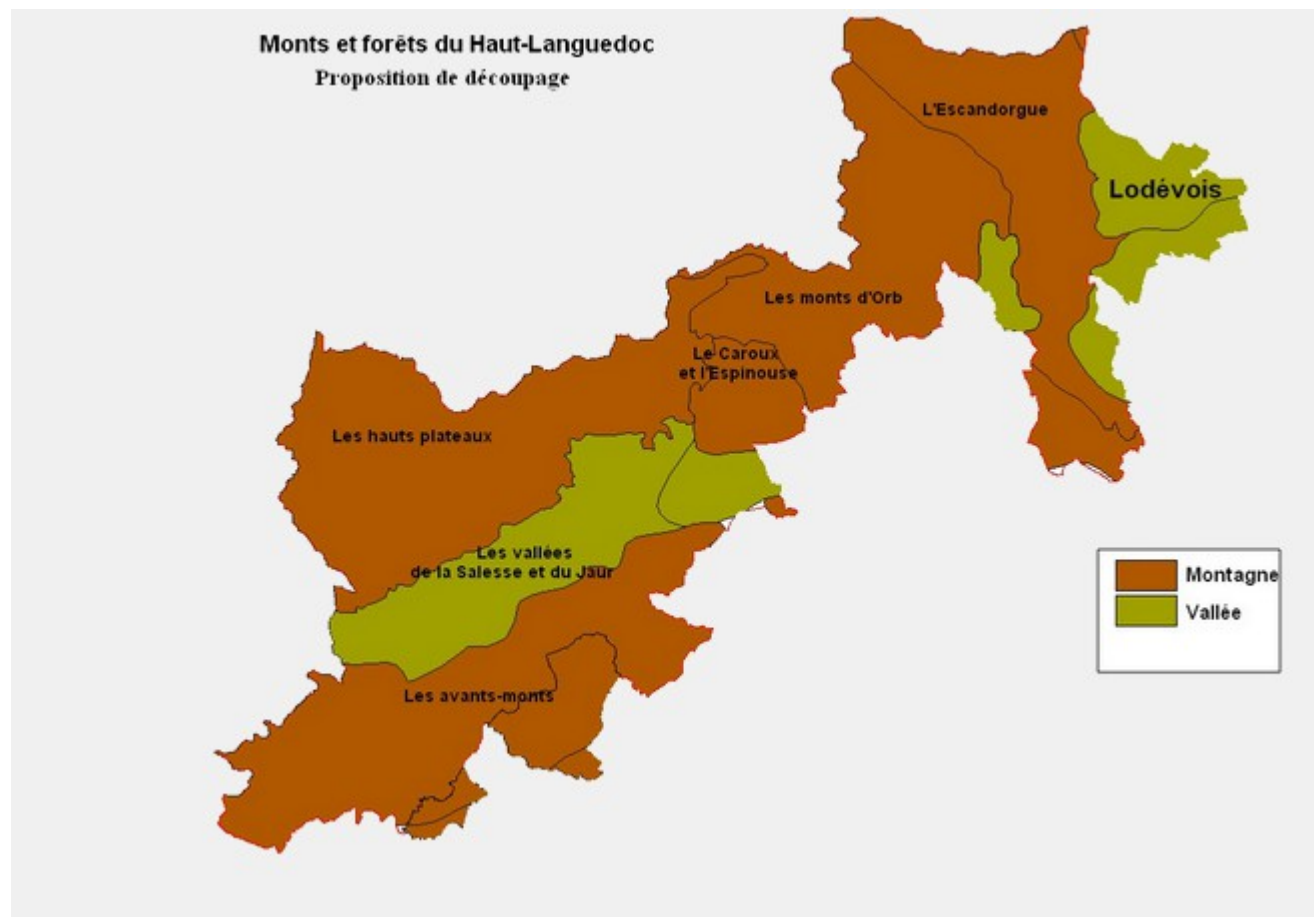 Monts et forêts du Haut-Languedoc
Proposition de découpage
L'Escandorgue
Lodévois
Les monts d'Orb
Le Caroux
et l'Espinouse
Les hauts plateaux
Les vallées
de la Salesse et du Jaur
Les avants-monts
Montagne
Vallée